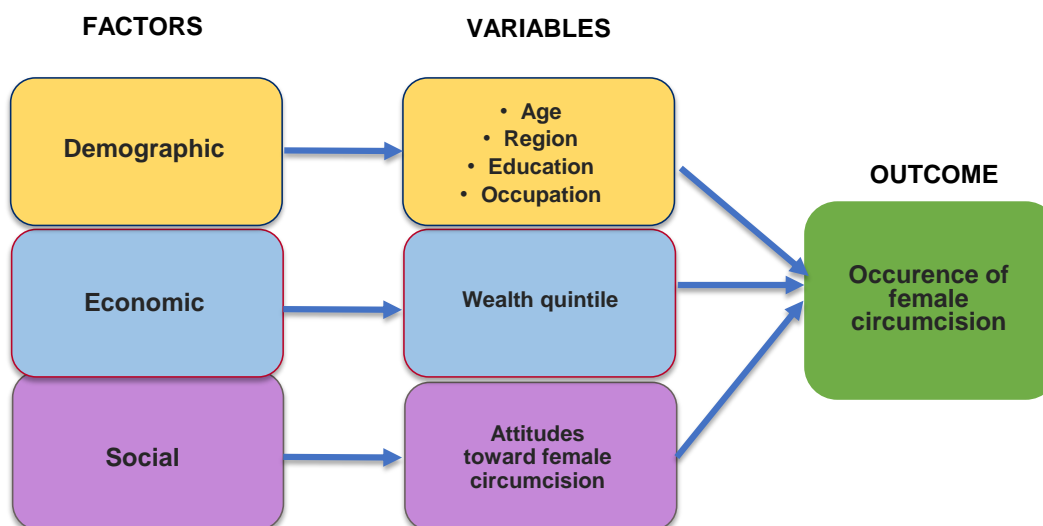 FACTORS
VARIABLES
Demographic
• Age
• Region
• Education
• Occupation
OUTCOME
Economic
Wealth quintile
Occurence of
female
circumcision
Social
Attitudes
toward female
circumcision